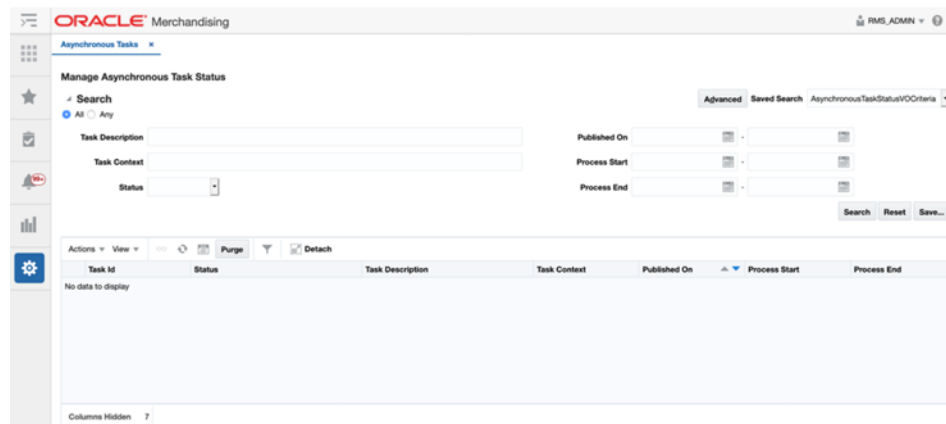 ORACLE Merchandising
RMS_ADMIN
Asynchronous Tasks ×
Manage Asynchronous Task Status
Search
Advanced Saved Search AsynchronousTaskStatusVOCriteria
All Any
Task Description
Published On -
Task Context
Process Start -
99+
Status
Process End -
Search Reset Save...
Actions View Purge Detach
Task Id Status Task Description Task Context Published On Process Start Process End
No data to display
Columns Hidden 7